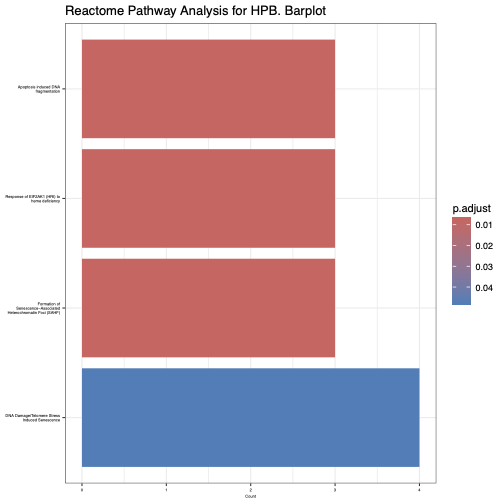 Reactome Pathway Analysis for HPB. Barplot
Apoptosis induced DNA
fragmentation
Response of EIF2AK1 (HRI) to
heme deficiency
Formation of
Senescence-Associated
Heterochromatin Foci (SAHF)
DNA Damage/Telomere Stress
Induced Senescence
0
1
2
3
4
Count
p.adjust
0.01
0.02
0.03
0.04